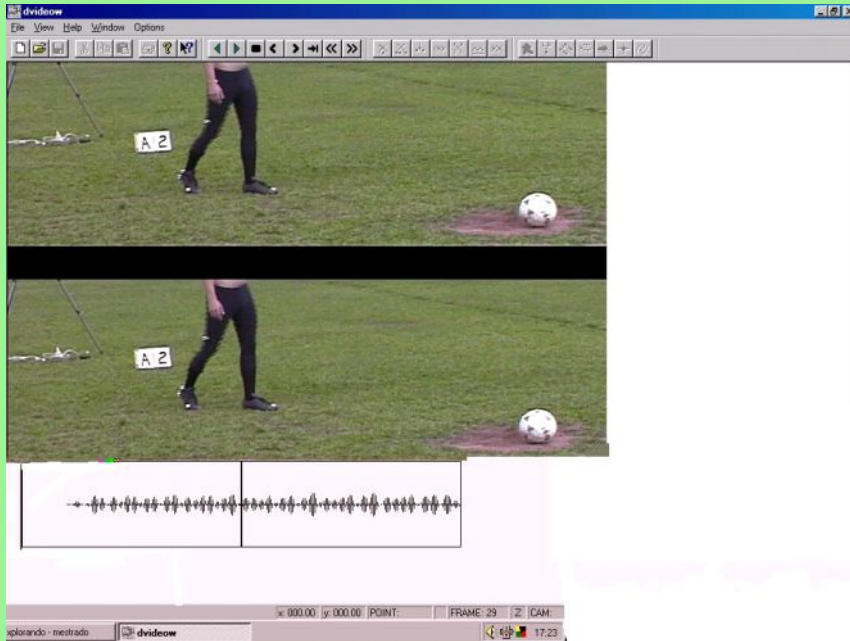 dvideow
File View Help Window Options
A 2
A 2
x: 000.00 y: 000.00 POINT: FRAME: 29 Z CAM:
xplorando - mestrado dvideow 17:23